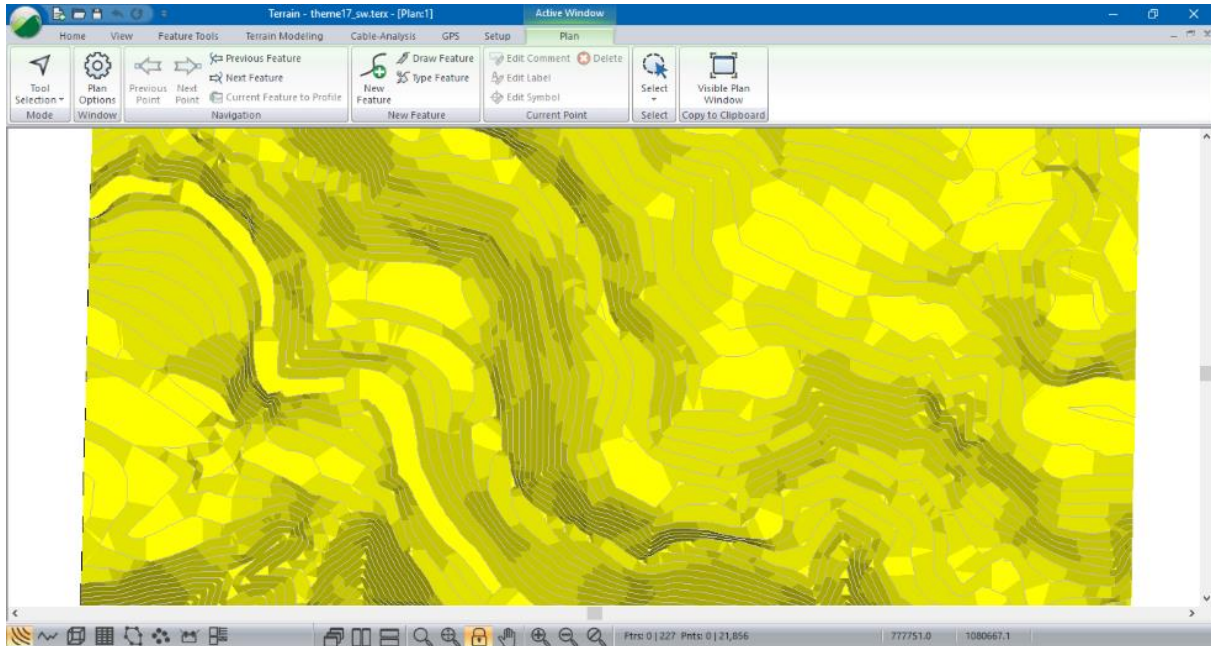 Terrain - theme17_sw.terx - [Plan:1]
Active Window
Home View Feature Tools Terrain Modeling Cable-Analysis GPS Setup Plan
Tool Selection
Mode
Plan Options
Window
Previous Point
Next Point
Previous Feature
Next Feature
Current Feature to Profile
Navigation
New Feature
Draw Feature
Type Feature
New Feature
Edit Comment
Delete
Edit Label
Edit Symbol
Current Point
Select
Select
Visible Plan Window
Copy to Clipboard
Ftrs: 0 | 227 Pnts: 0 | 21,856
777751.0
1080667.1